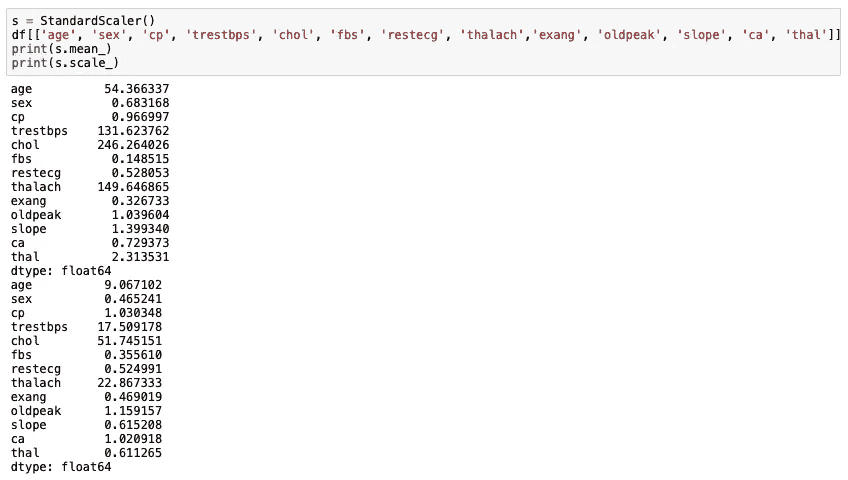 s = StandardScaler()
df[['age', 'sex', 'cp', 'trestbps', 'chol', 'fbs', 'restecg', 'thalach','exang', 'oldpeak', 'slope', 'ca', 'thal']]
print(s.mean_)
print(s.scale_)
age 54.366337
sex 0.683168
cp 0.966997
trestbps 131.623762
chol 246.264026
fbs 0.148515
restecg 0.528053
thalach 149.646865
exang 0.326733
oldpeak 1.039604
slope 1.399340
ca 0.729373
thal 2.313531
dtype: float64
age 9.067102
sex 0.465241
cp 1.030348
trestbps 17.509178
chol 51.745151
fbs 0.355610
restecg 0.524991
thalach 22.867333
exang 0.469019
oldpeak 1.159157
slope 0.615208
ca 1.020918
thal 0.611265
dtype: float64